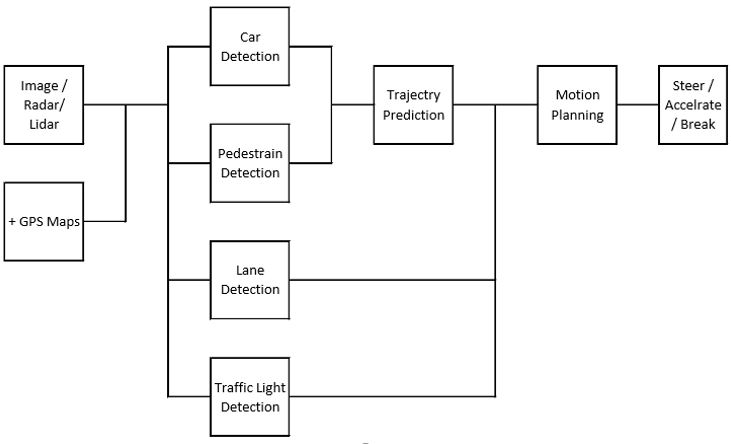 Image /
Radar/
Lidar
+ GPS Maps
Car
Detection
Pedestrain
Detection
Lane
Detection
Traffic Light
Detection
Trajectry
Prediction
Motion
Planning
Steer /
Accelrate
/ Break